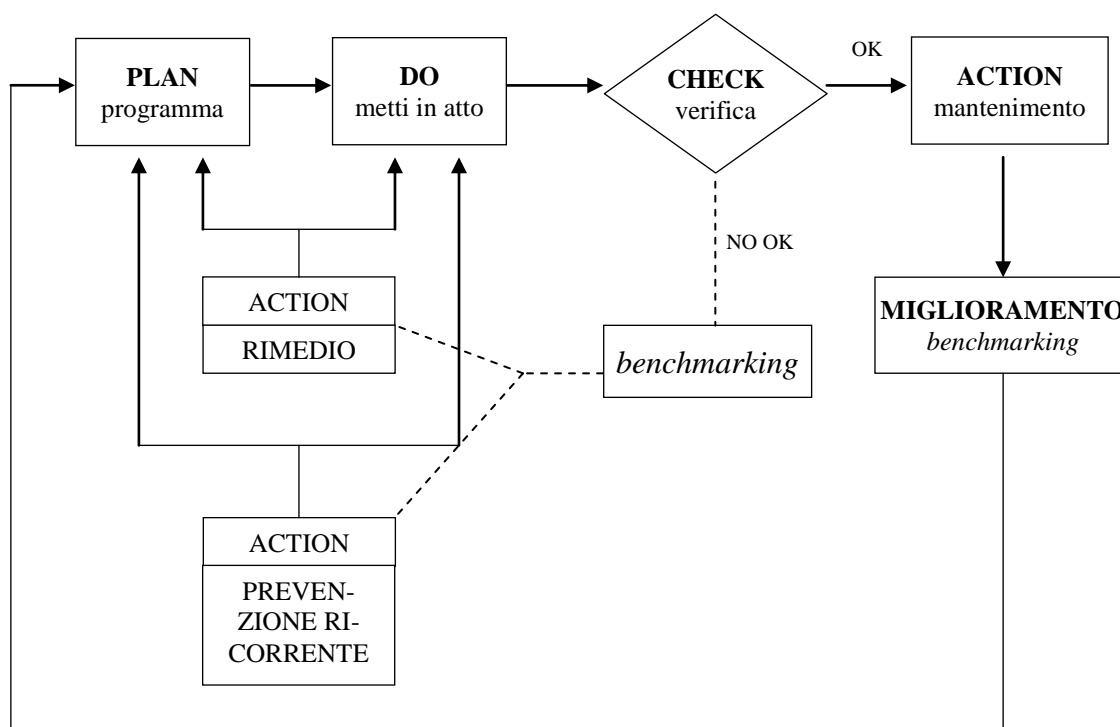 PLAN
programma
DO
metti in atto
CHECK
verifica
OK
ACTION
mantenimento
NO OK
ACTION
RIMEDIO
benchmarking
MIGLIORAMENTO
benchmarking
ACTION
PREVEN-
ZIONE RI-
CORRENTE